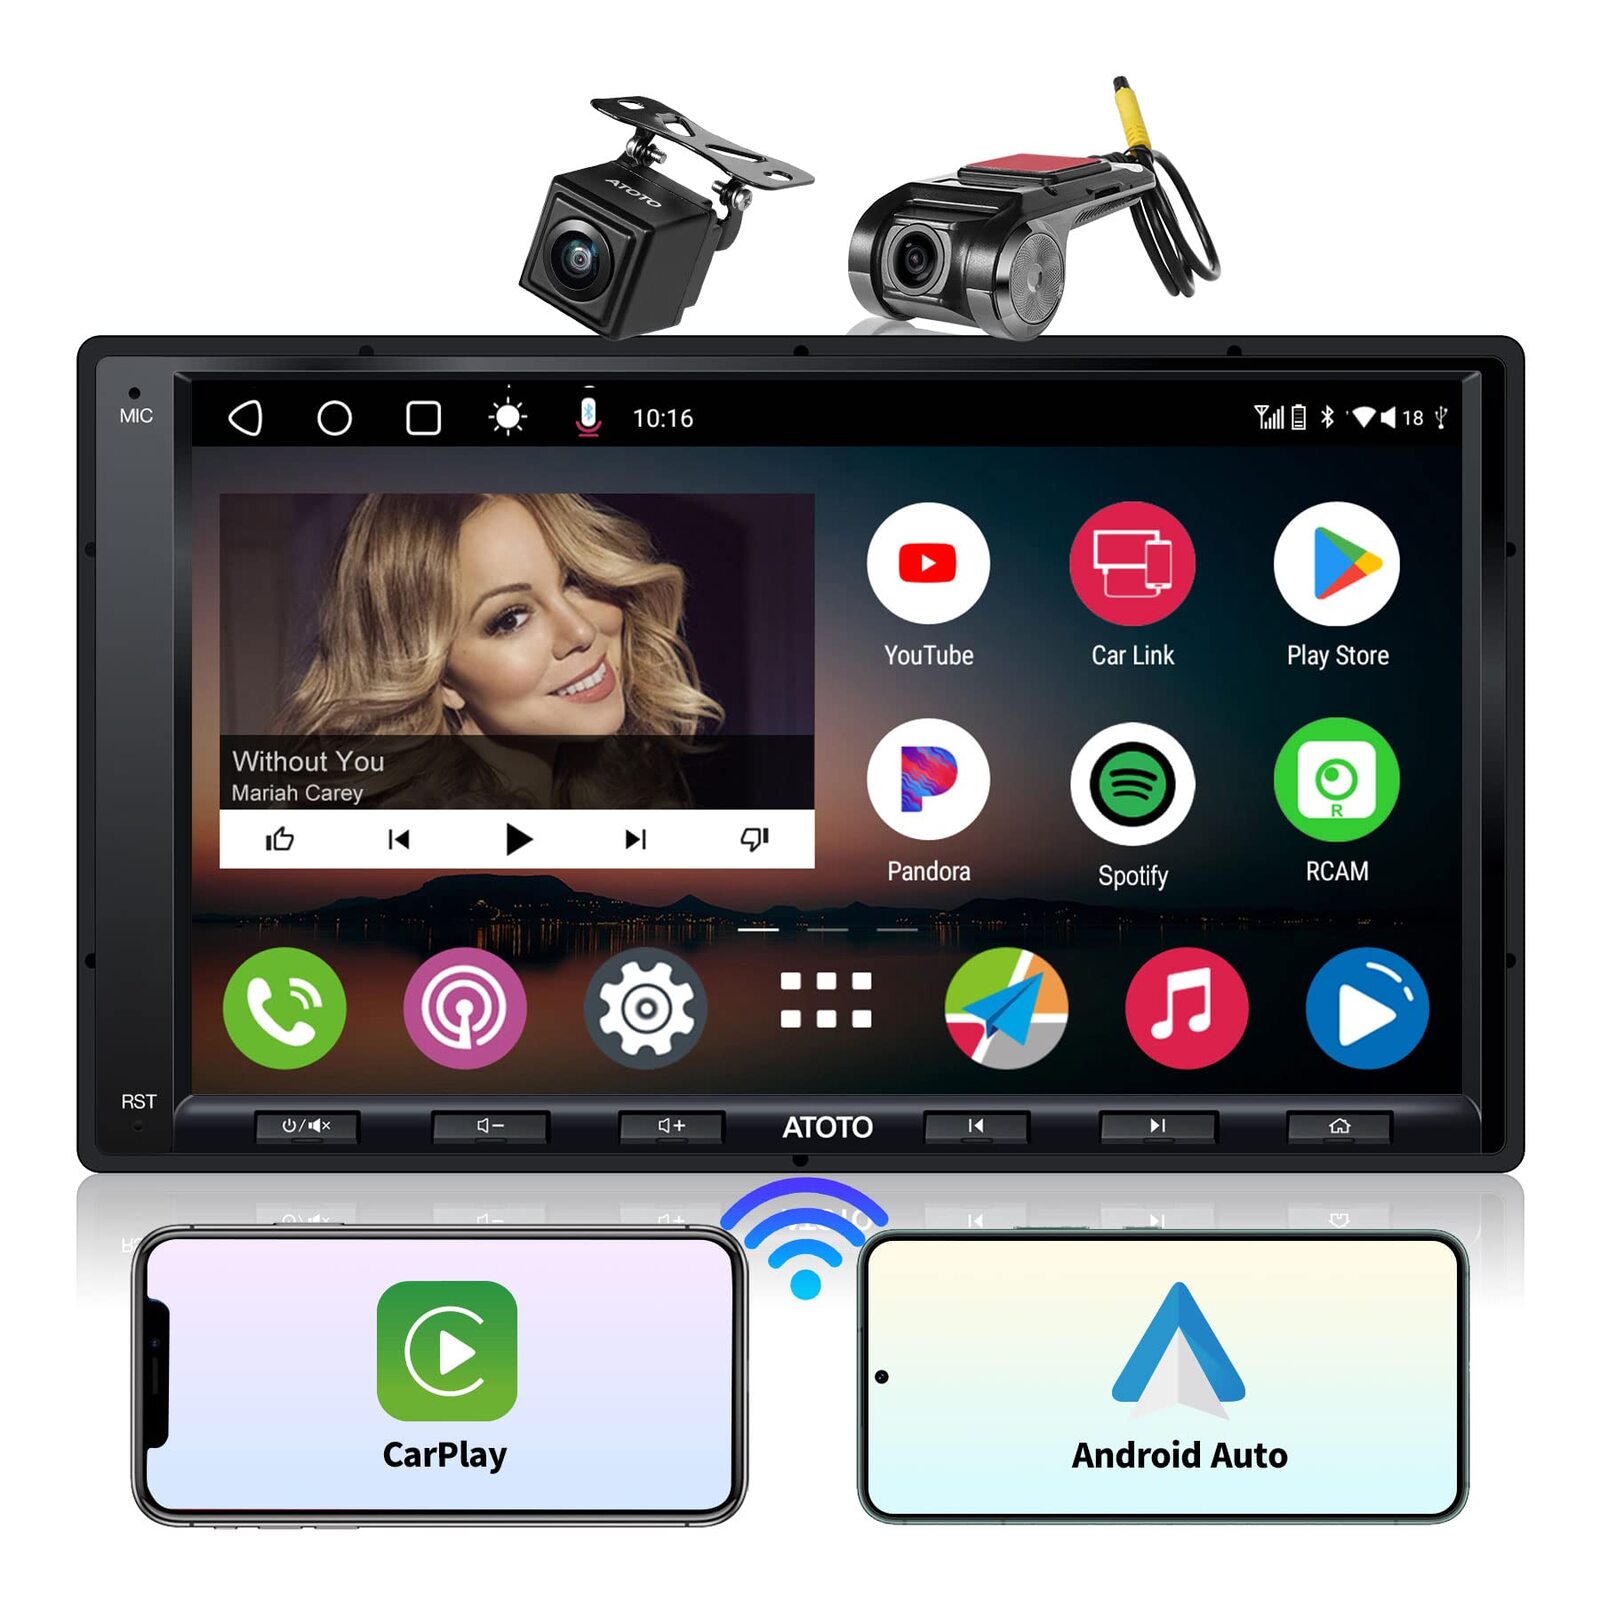 ATOTO
MIC
10:16
18
YouTube
Car Link
Play Store
Without You
Mariah Carey
Pandora
Spotify
R
RCAM
RST
ATOTO
CarPlay
Android Auto